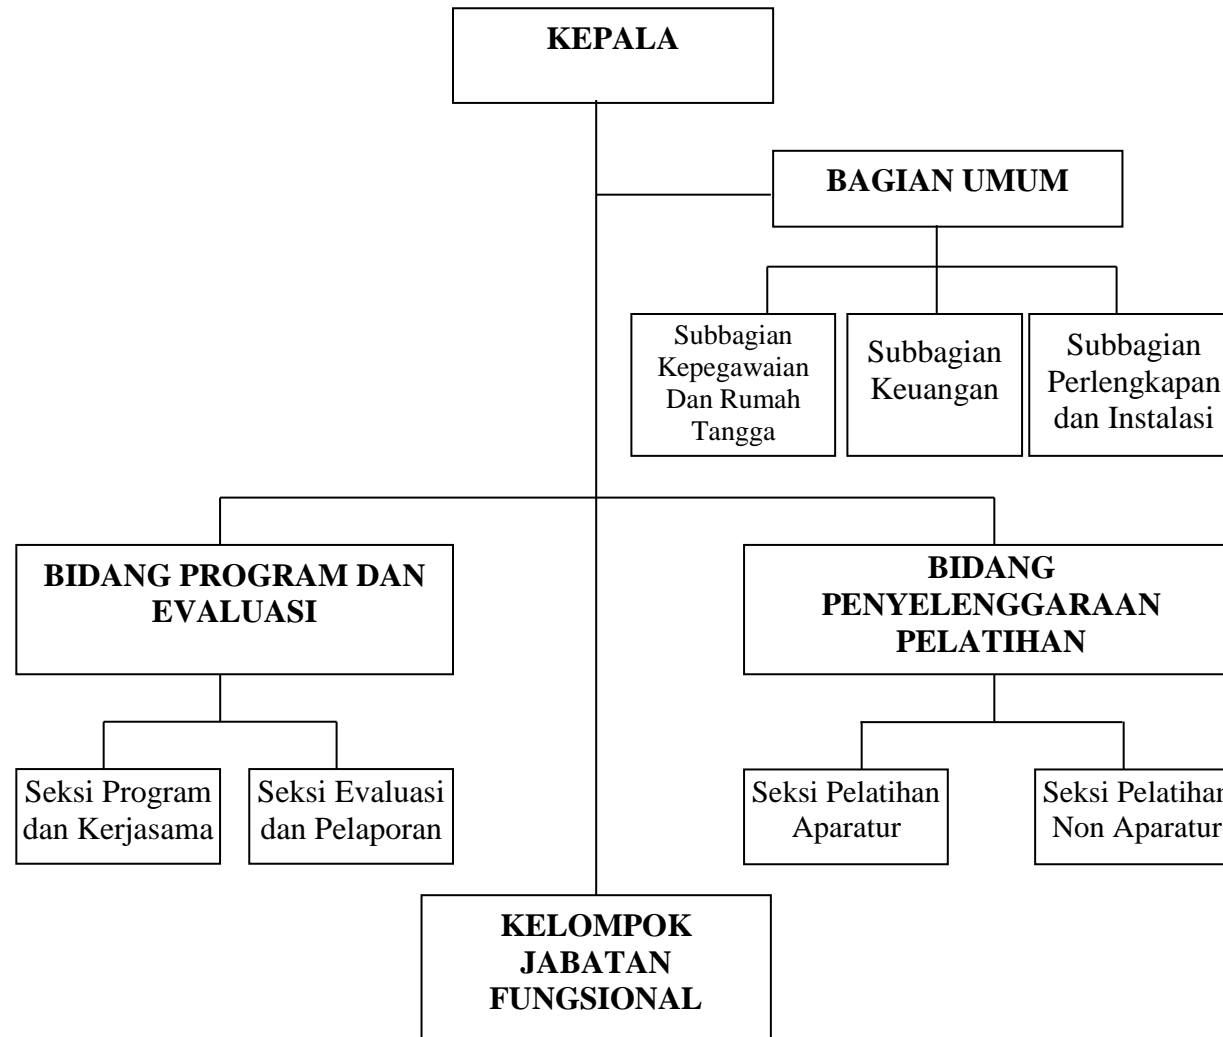 KEPALA
BAGIAN UMUM
Subbagian
Kepegawaian
Dan Rumah
Tangga
Subbagian
Keuangan
Subbagian
Perlengkapan
dan Instalasi
BIDANG PROGRAM DAN
EVALUASI
BIDANG
PENYELENGGARAAN
PELATIHAN
Seksi Program
dan Kerjasama
Seksi Evaluasi
dan Pelaporan
Seksi Pelatihan
Aparatur
Seksi Pelatihan
Non Aparatur
KELOMPOK
JABATAN
FUNGSIONAL